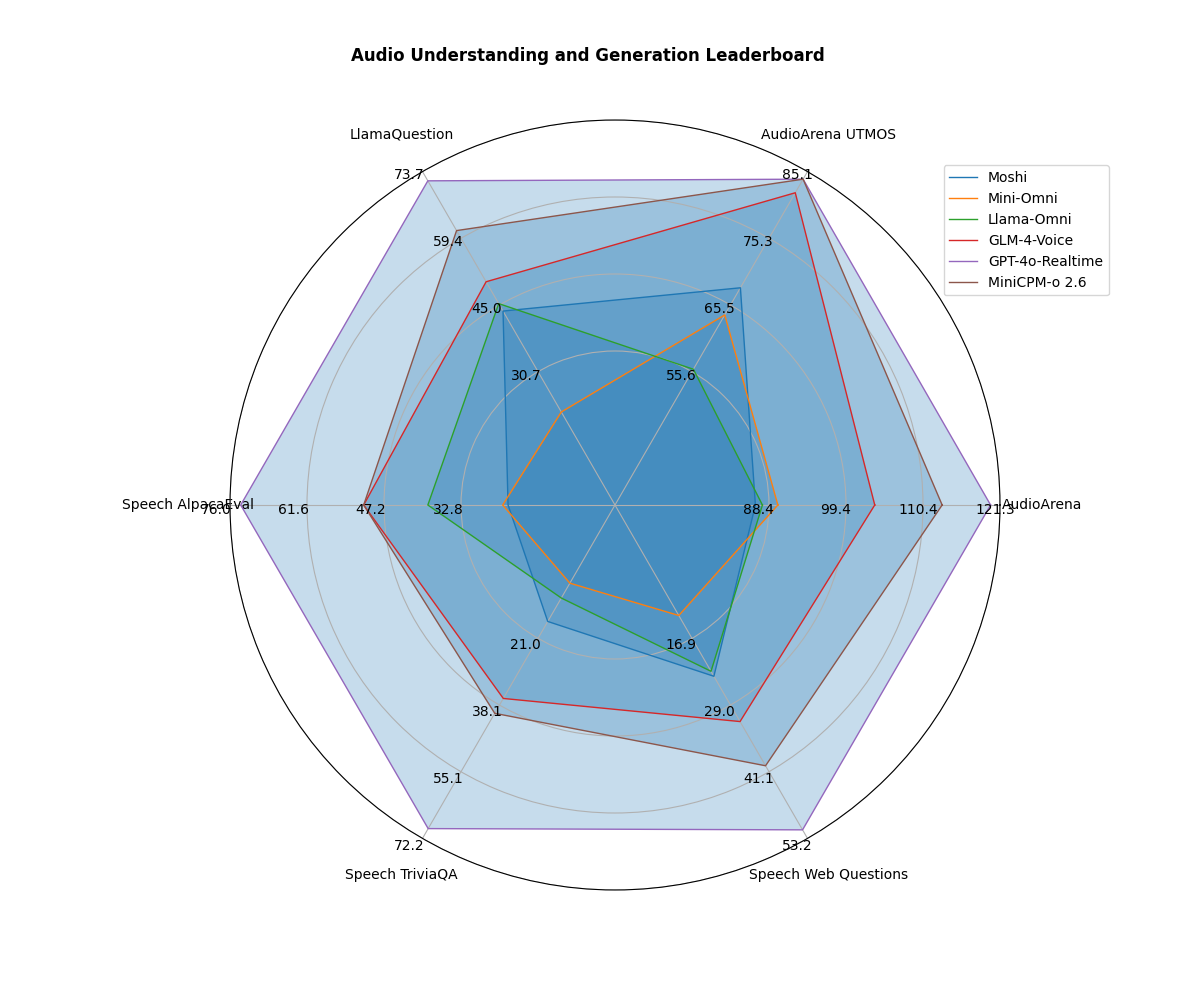 Audio Understanding and Generation Leaderboard
LlamaQuestion
AudioArena UTMOS
73.7
85.1
Moshi
Mini-Omni
Llama-Omni
GLM-4-Voice
GPT-4o-Realtime
MiniCPM-o 2.6
59.4
75.3
45.0
65.5
30.7
55.6
Speech AlpacaEval
76.0
61.6
47.2
32.8
88.4
99.4
110.4
121.3
AudioArena
21.0
16.9
38.1
29.0
55.1
41.1
72.2
53.2
Speech TriviaQA
Speech Web Questions